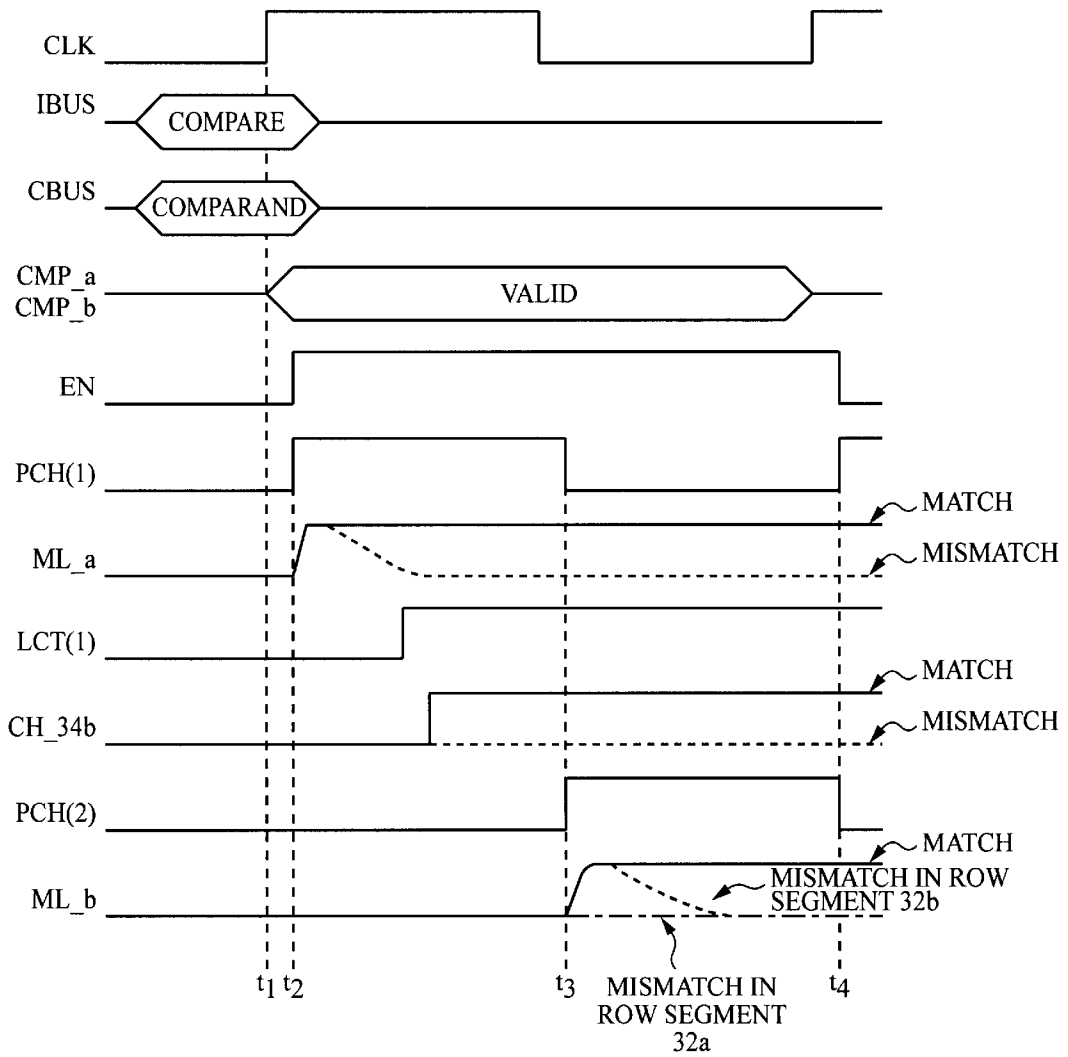 CLK
IBUS
COMPARE
CBUS
COMPARAND
CMP_a
CMP_b
VALID
EN
PCH(1)
MATCH
ML_a
MISMATCH
LCT(1)
MATCH
CH_34b
MISMATCH
PCH(2)
MATCH
ML_b
MISMATCH IN ROW
SEGMENT 32b
t1 t2 t3 t4
MISMATCH IN
ROW SEGMENT
32a